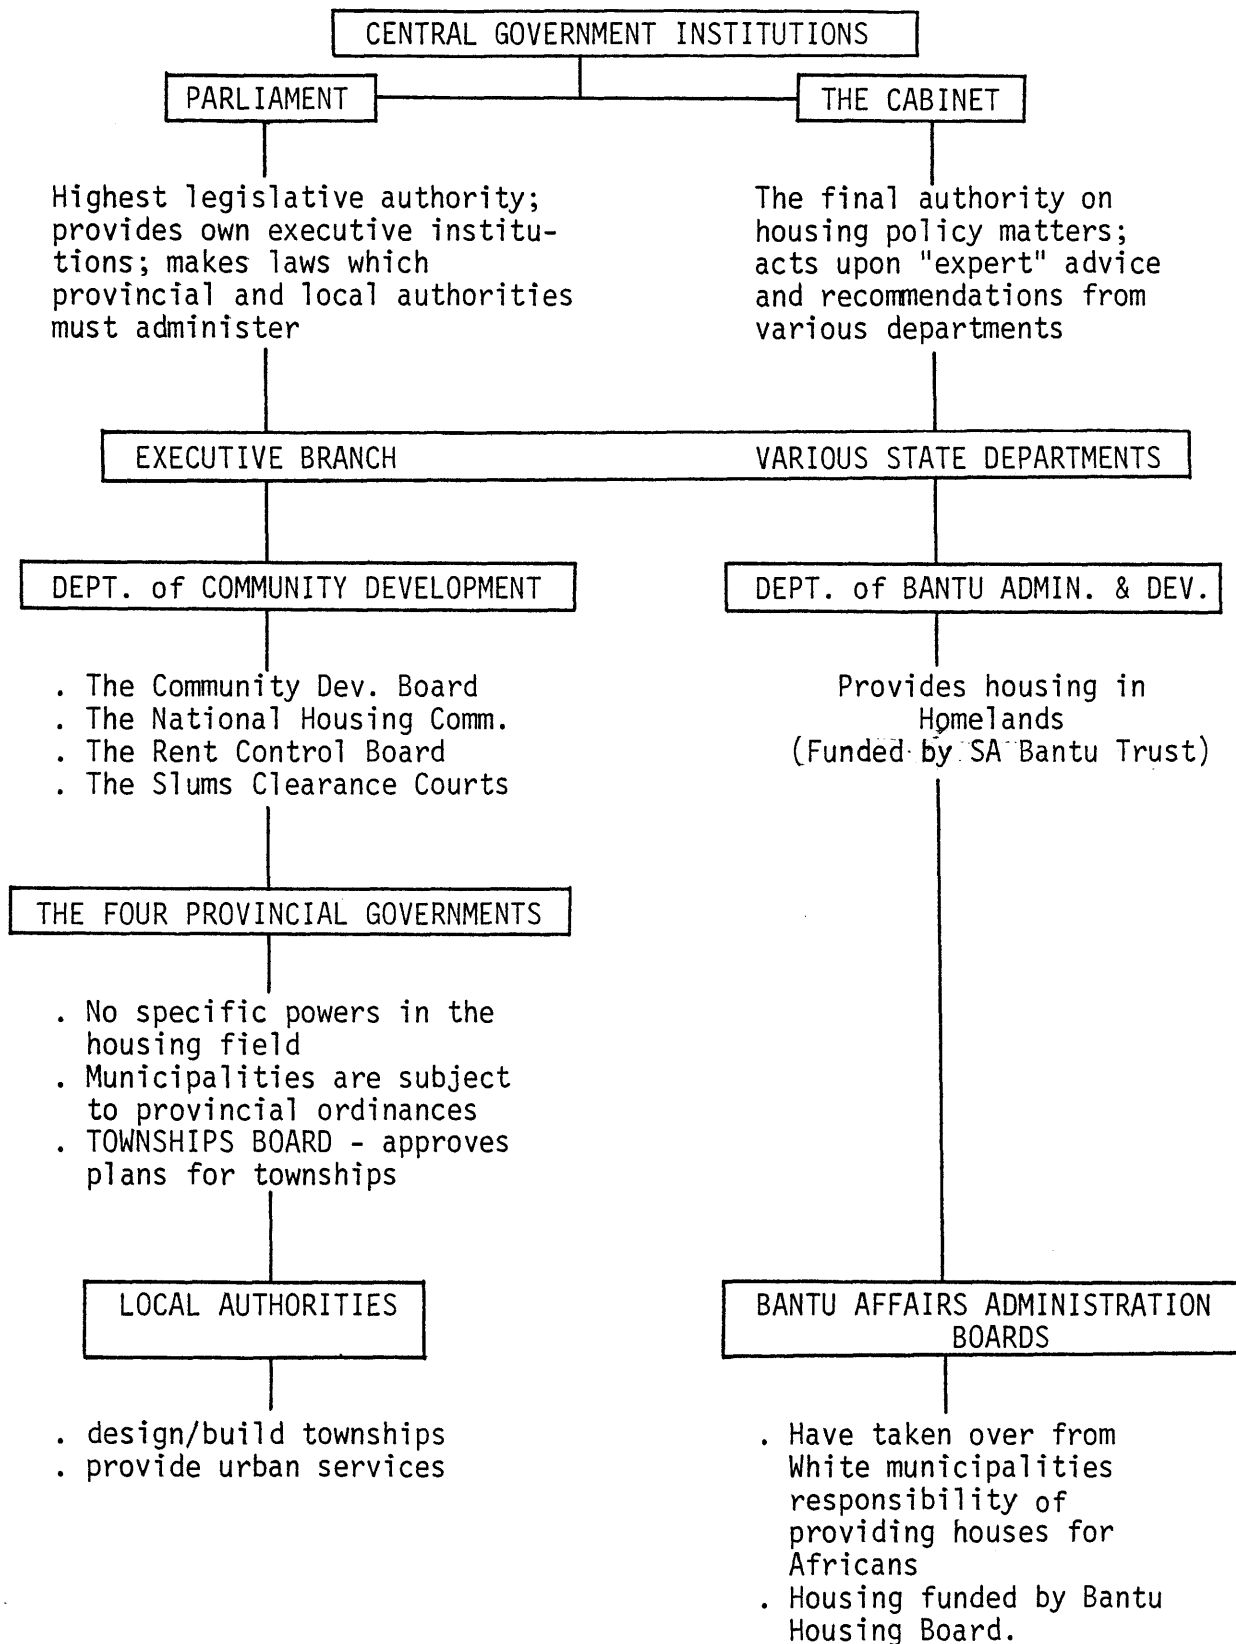 CENTRAL GOVERNMENT INSTITUTIONS
PARLIAMENT
THE CABINET
Highest legislative authority;
provides own executive institu-
tions; makes laws which
provincial and local authorities
must administer
The final authority on
housing policy matters;
acts upon "expert" advice
and recommendations from
various departments
EXECUTIVE BRANCH
VARIOUS STATE DEPARTMENTS
DEPT. of COMMUNITY DEVELOPMENT
DEPT. of BANTU ADMIN. & DEV.
. The Community Dev. Board
. The National Housing Comm.
. The Rent Control Board
. The Slums Clearance Courts
Provides housing in
Homelands
(Funded by SA Bantu Trust)
THE FOUR PROVINCIAL GOVERNMENTS
. No specific powers in the
housing field
. Municipalities are subject
to provincial ordinances
. TOWNSHIPS BOARD - approves
plans for townships
LOCAL AUTHORITIES
BANTU AFFAIRS ADMINISTRATION
BOARDS
. design/build townships
. provide urban services
. Have taken over from
White municipalities
responsibility of
providing houses for
Africans
. Housing funded by Bantu
Housing Board.